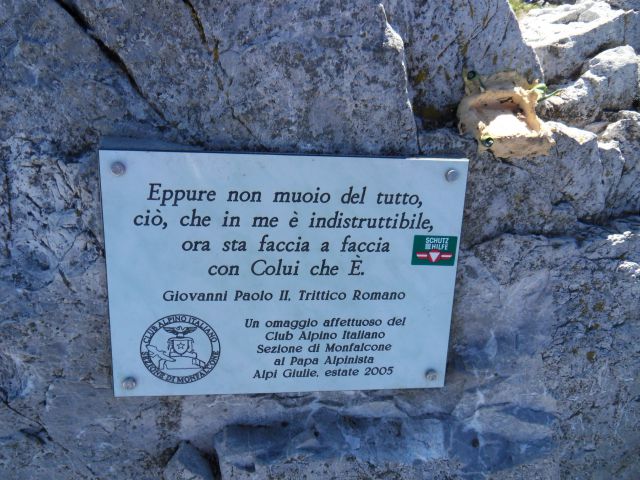 Eppure non muoio del tutto,
ciò, che in me è indistruttibile,
ora sta faccia a faccia
con Colui che È.
Giovanni Paolo II, Trittico Romano
SCHUTZ
HILFE
CLUB ALPINO ITALIANO
SEZIONE DI MONFALCONE
Un omaggio affettuoso del
Club Alpino Italiano
Sezione di Monfalcone
al Papa Alpinista
Alpi Giulie, estate 2005